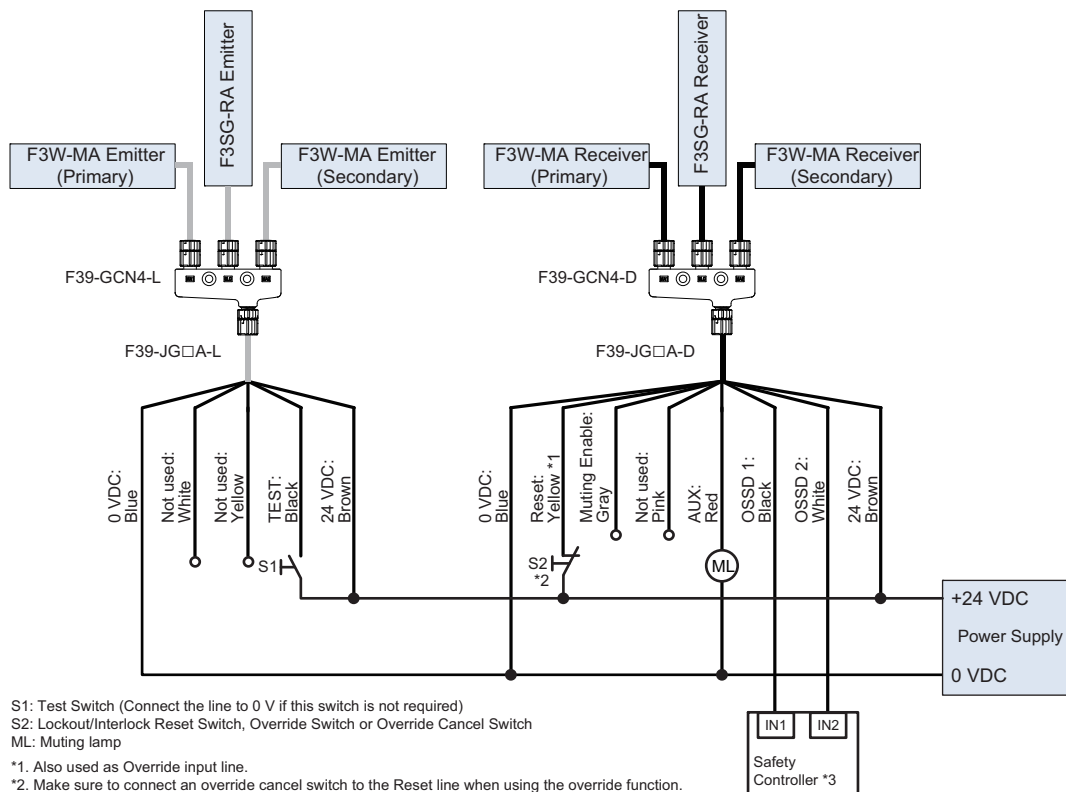 F3SG-RA Emitter
F3SG-RA Receiver
F3W-MA Emitter
(Primary)
F3W-MA Emitter
(Secondary)
F3W-MA Receiver
(Primary)
F3W-MA Receiver
(Secondary)
F39-GCN4-L
F39-GCN4-D
F39-JG□A-L
F39-JG□A-D
0 VDC:
Blue
Not used:
White
Not used:
Yellow
TEST:
Black
24 VDC:
Brown
0 VDC:
Blue
Reset:
Yellow *1
Muting Enable:
Gray
Not used:
Pink
AUX:
Red
OSSD 1:
Black
OSSD 2:
White
24 VDC:
Brown
S1
S2
*2
ML
+24 VDC
Power Supply
0 VDC
S1: Test Switch (Connect the line to 0 V if this switch is not required)
S2: Lockout/Interlock Reset Switch, Override Switch or Override Cancel Switch
ML: Muting lamp
*1. Also used as Override input line.
*2. Make sure to connect an override cancel switch to the Reset line when using the override function.
IN1
IN2
Safety
Controller *3